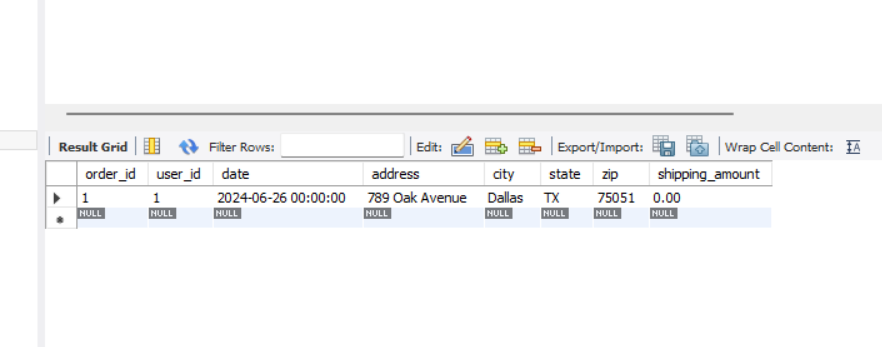 Result Grid Filter Rows: Edit: Export/Import: Wrap Cell Content: IA
order_id user_id date address city state zip shipping_amount
1 1 2024-06-26 00:00:00 789 Oak Avenue Dallas TX 75051 0.00
NULL NULL NULL NULL NULL NULL NULL NULL